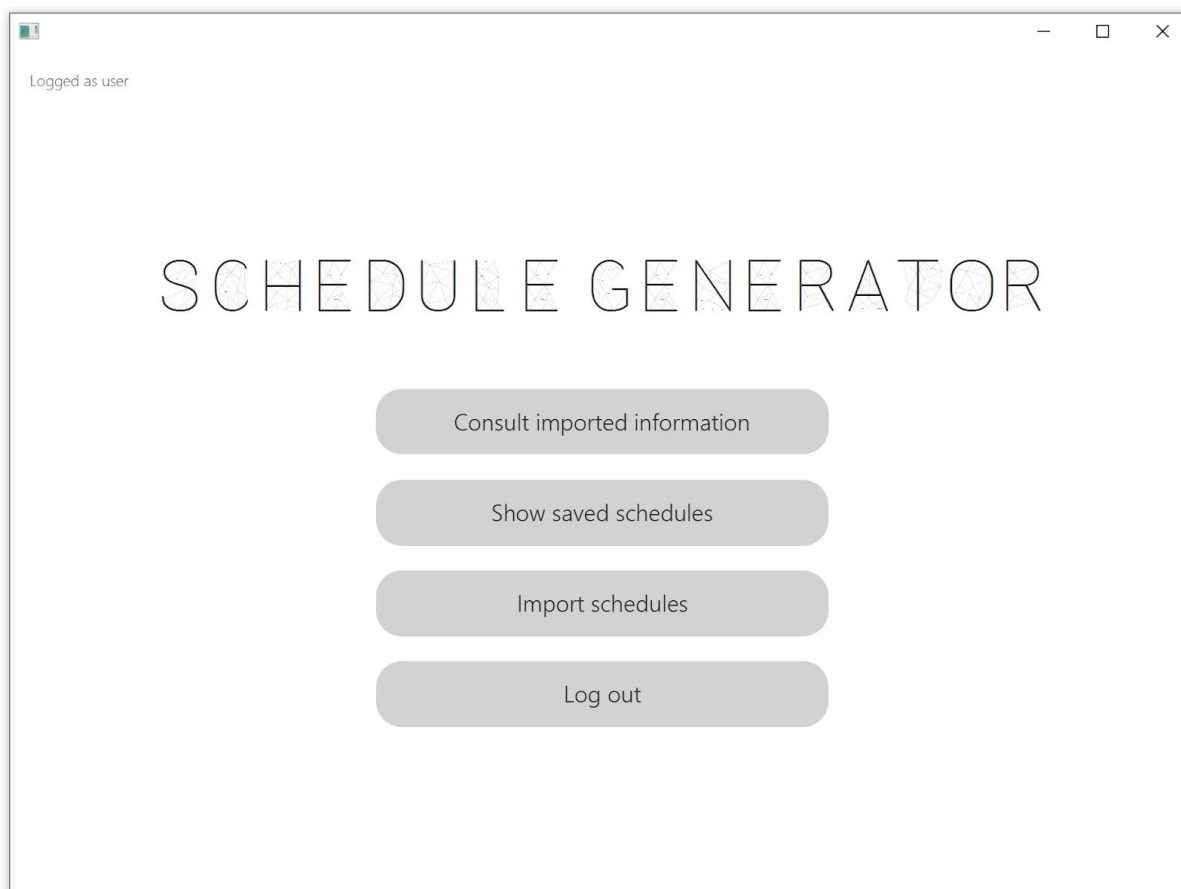 Logged as user
SCHEDULE GENERATOR
Consult imported information
Show saved schedules
Import schedules
Log out